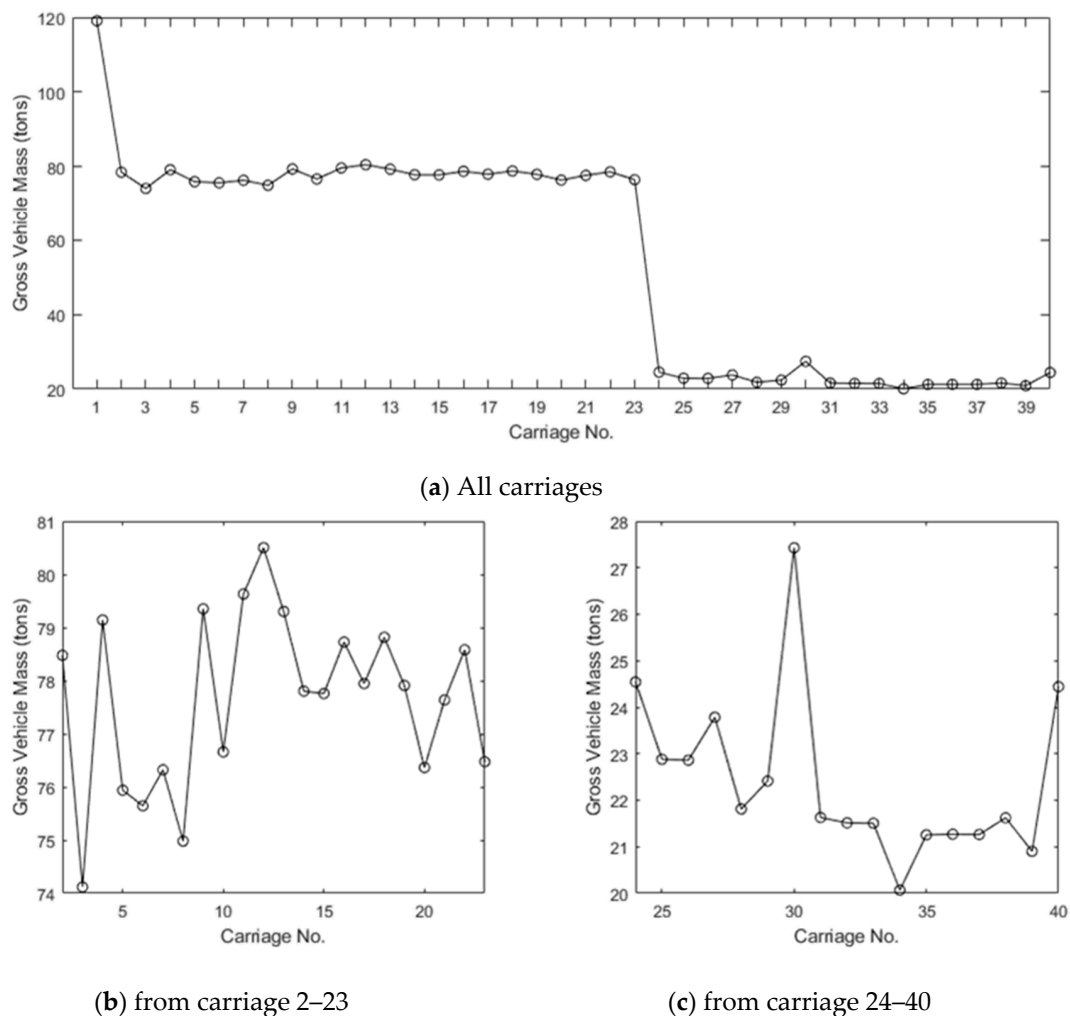 120
100
80
60
40
20
Gross Vehicle Mass (tons)
1 3 5 7 9 11 13 15 17 19 21 23 25 27 29 31 33 35 37 39
Carriage No.
(a) All carriages
81
80
79
78
77
76
75
74
Gross Vehicle Mass (tons)
5 10 15 20
Carriage No.
28
27
26
25
24
23
22
21
20
Gross Vehicle Mass (tons)
25 30 35 40
Carriage No.
(b) from carriage 2–23
(c) from carriage 24–40